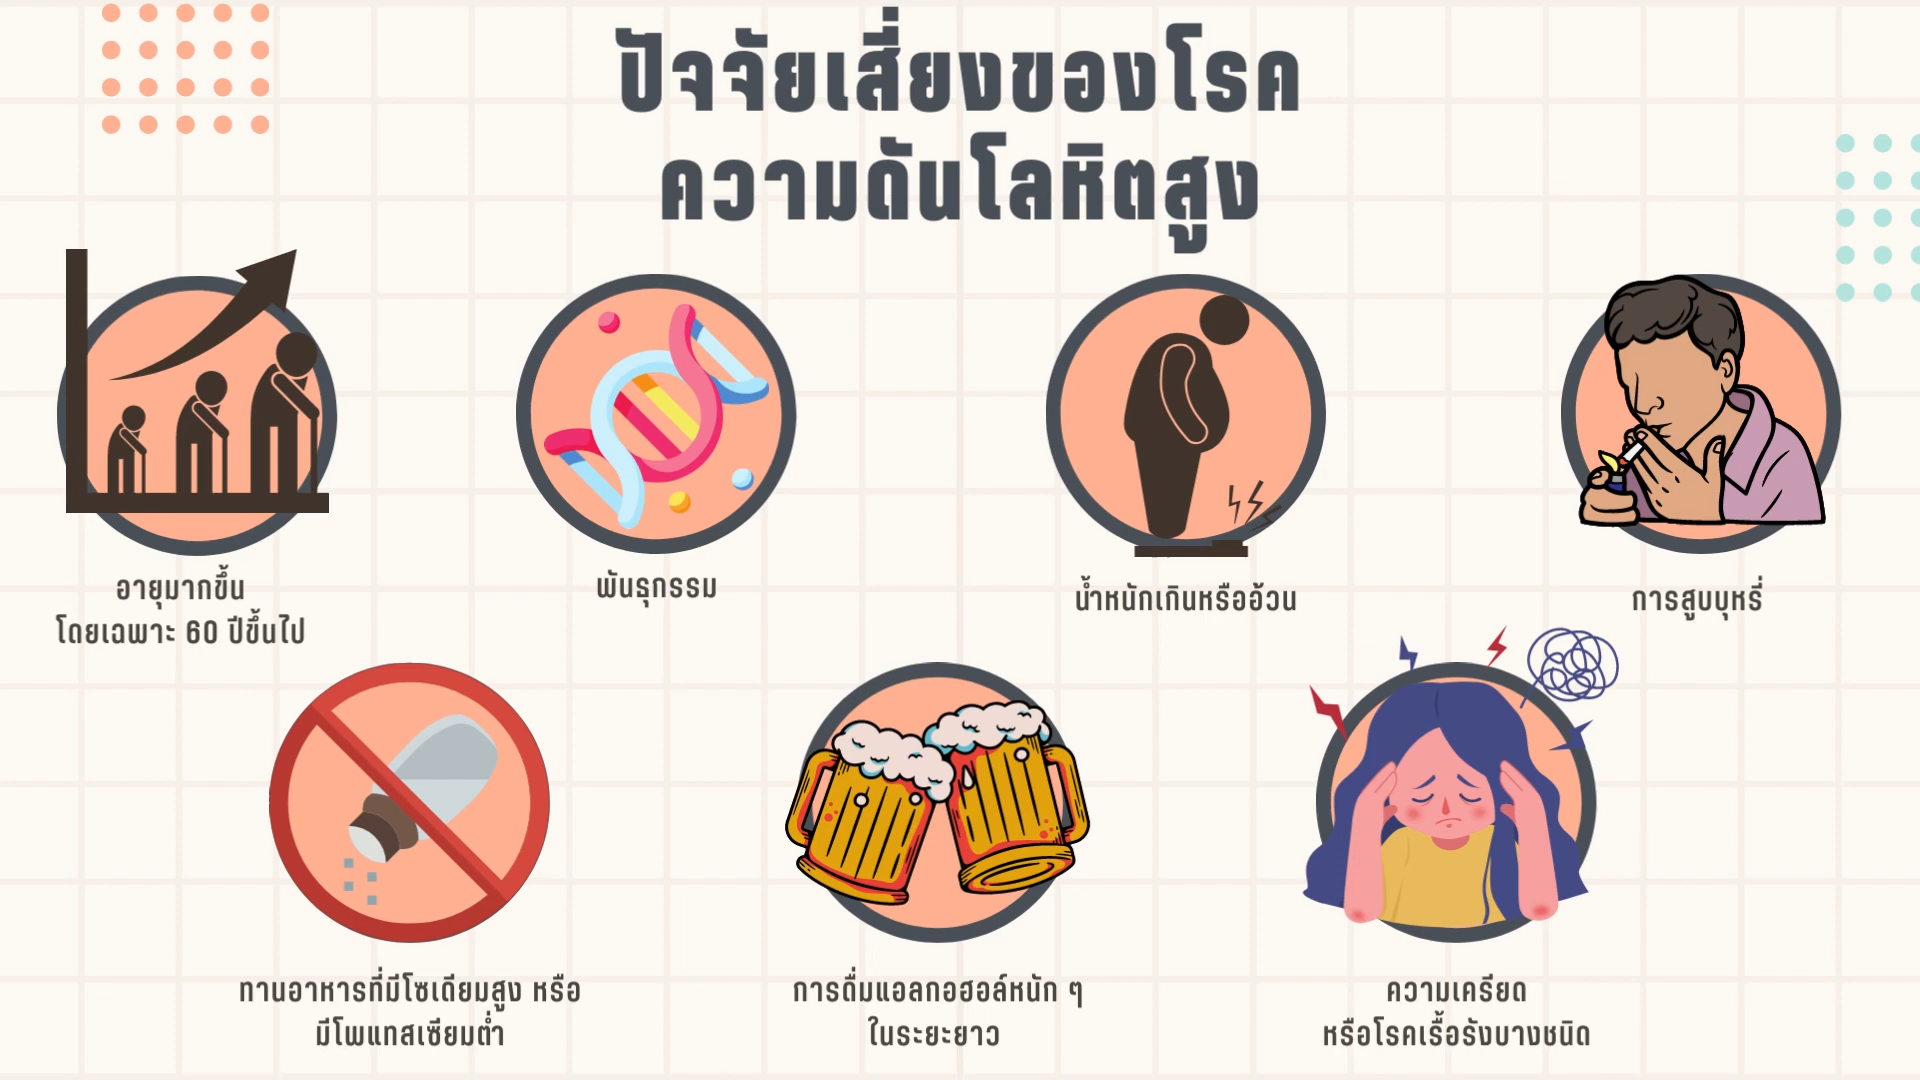 ปัจจัยเสี่ยงของโรค
ความดันโลหิตสูง
อายุมากขึ้น
โดยเฉพาะ 60 ปีขึ้นไป
พันธุกรรม
น้ำหนักเกินหรืออ้วน
การสูบบุหรี่
ทานอาหารที่มีโซเดียมสูง หรือ
มีโพแทสเซียมต่ำ
การดื่มแอลกอฮอล์หนัก ๆ
ในระยะยาว
ความเครียด
หรือโรคเรื้อรังบางชนิด